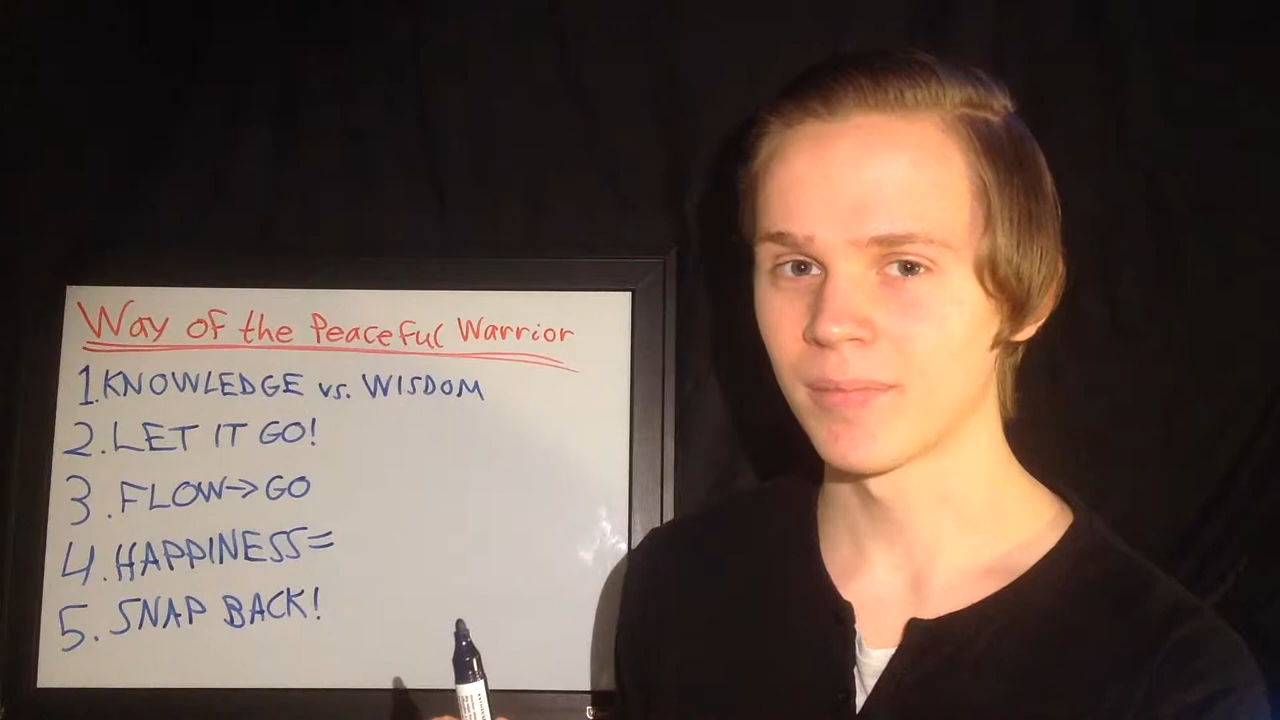 Way of the Peaceful Warrior
1. KNOWLEDGE vs. WISDOM
2. LET IT GO!
3. FLOW→GO
4. HAPPINESS=
5. SNAP BACK!